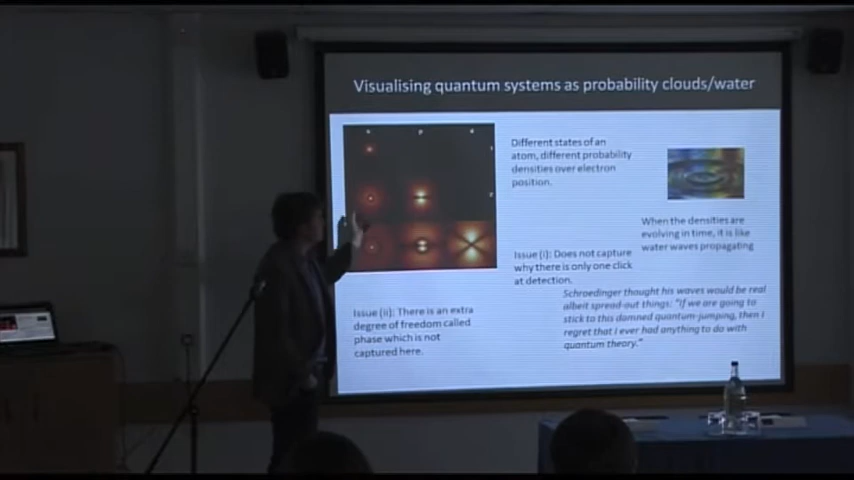 Visualising quantum systems as probability clouds/water
Different states of an
atom, different probability
densities over electron
position.
When the densities are
evolving in time, it is like
water waves propagating
Issue (i): Does not capture
why there is only one click
at detection.
Schroedinger thought his waves would be real
albeit spread-out things: "If we are going to
stick to this damned quantum-jumping, then I
regret that I ever had anything to do with
quantum theory."
Issue (ii): There is an extra
degree of freedom called
phase which is not
captured here.